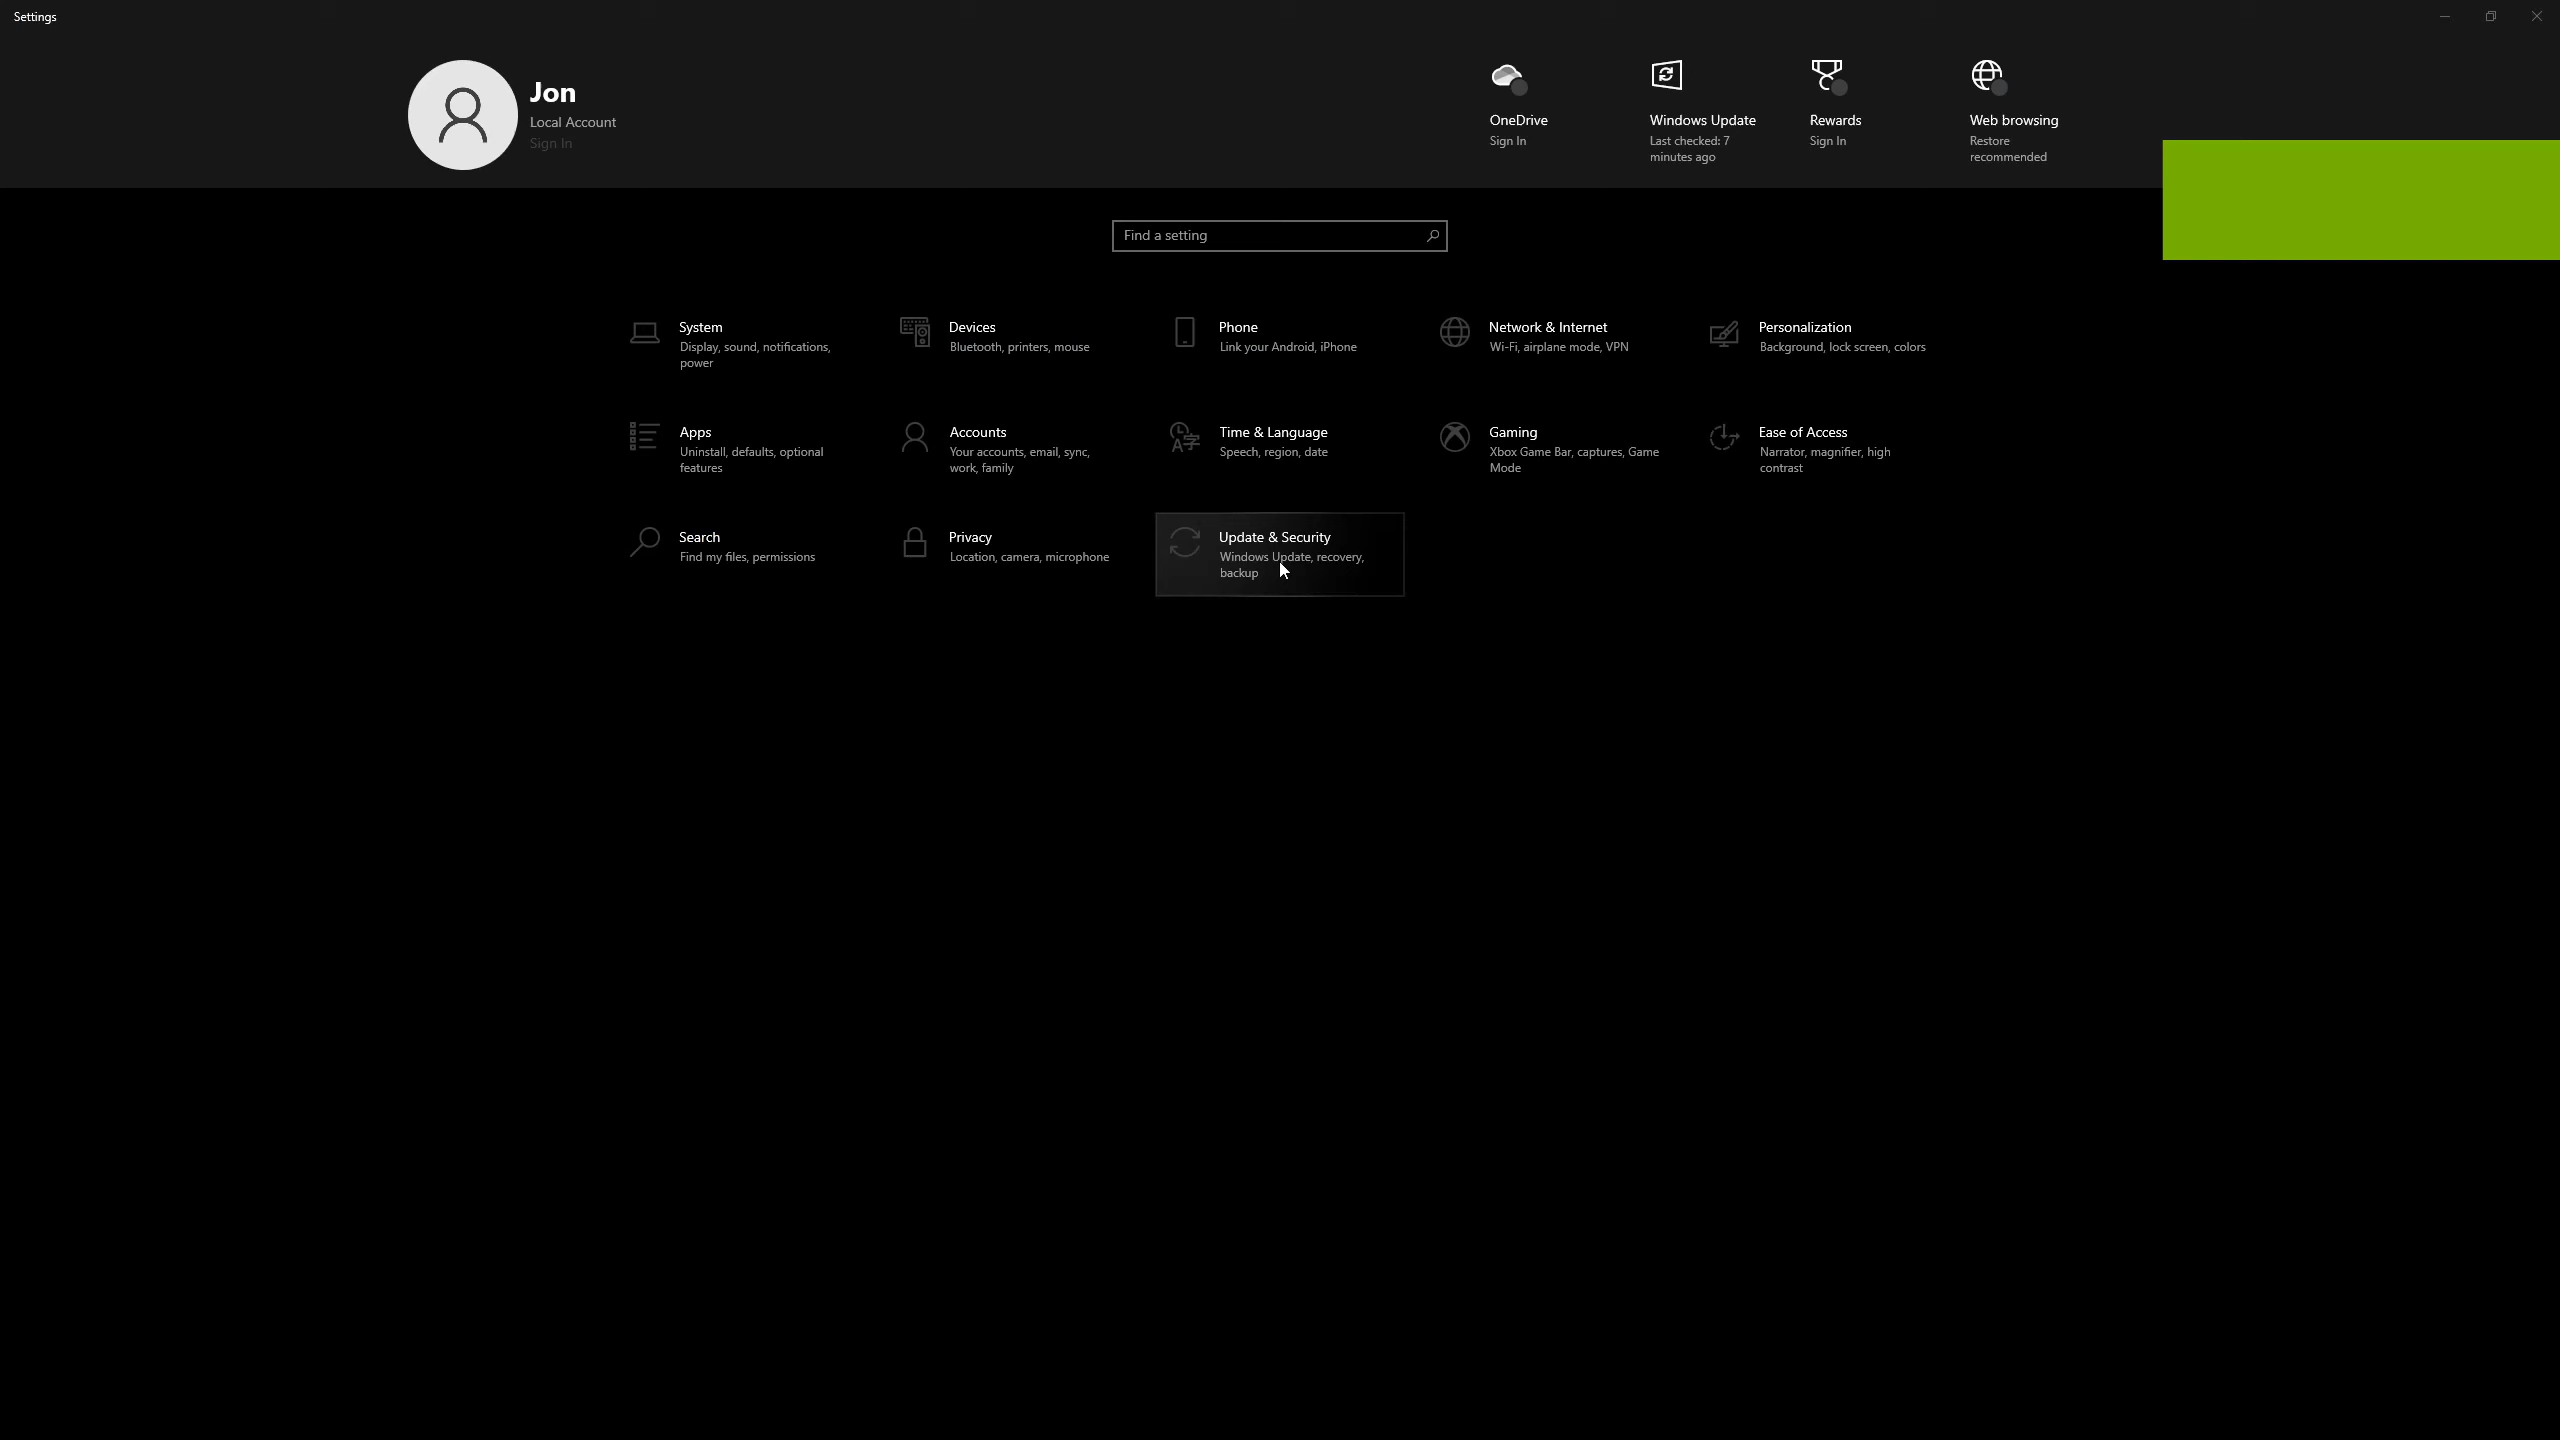 Settings
Jon
Local Account
Sign In
OneDrive
Sign In
Windows Update
Last checked: 7
minutes ago
Rewards
Sign In
Web browsing
Restore
recommended
Find a setting
System
Display, sound, notifications,
power
Devices
Bluetooth, printers, mouse
Phone
Link your Android, iPhone
Network & Internet
Wi-Fi, airplane mode, VPN
Personalization
Background, lock screen, colors
Apps
Uninstall, defaults, optional
features
Accounts
Your accounts, email, sync,
work, family
Time & Language
Speech, region, date
Gaming
Xbox Game Bar, captures, Game
Mode
Ease of Access
Narrator, magnifier, high
contrast
Search
Find my files, permissions
Privacy
Location, camera, microphone
Update & Security
Windows Update, recovery,
backup